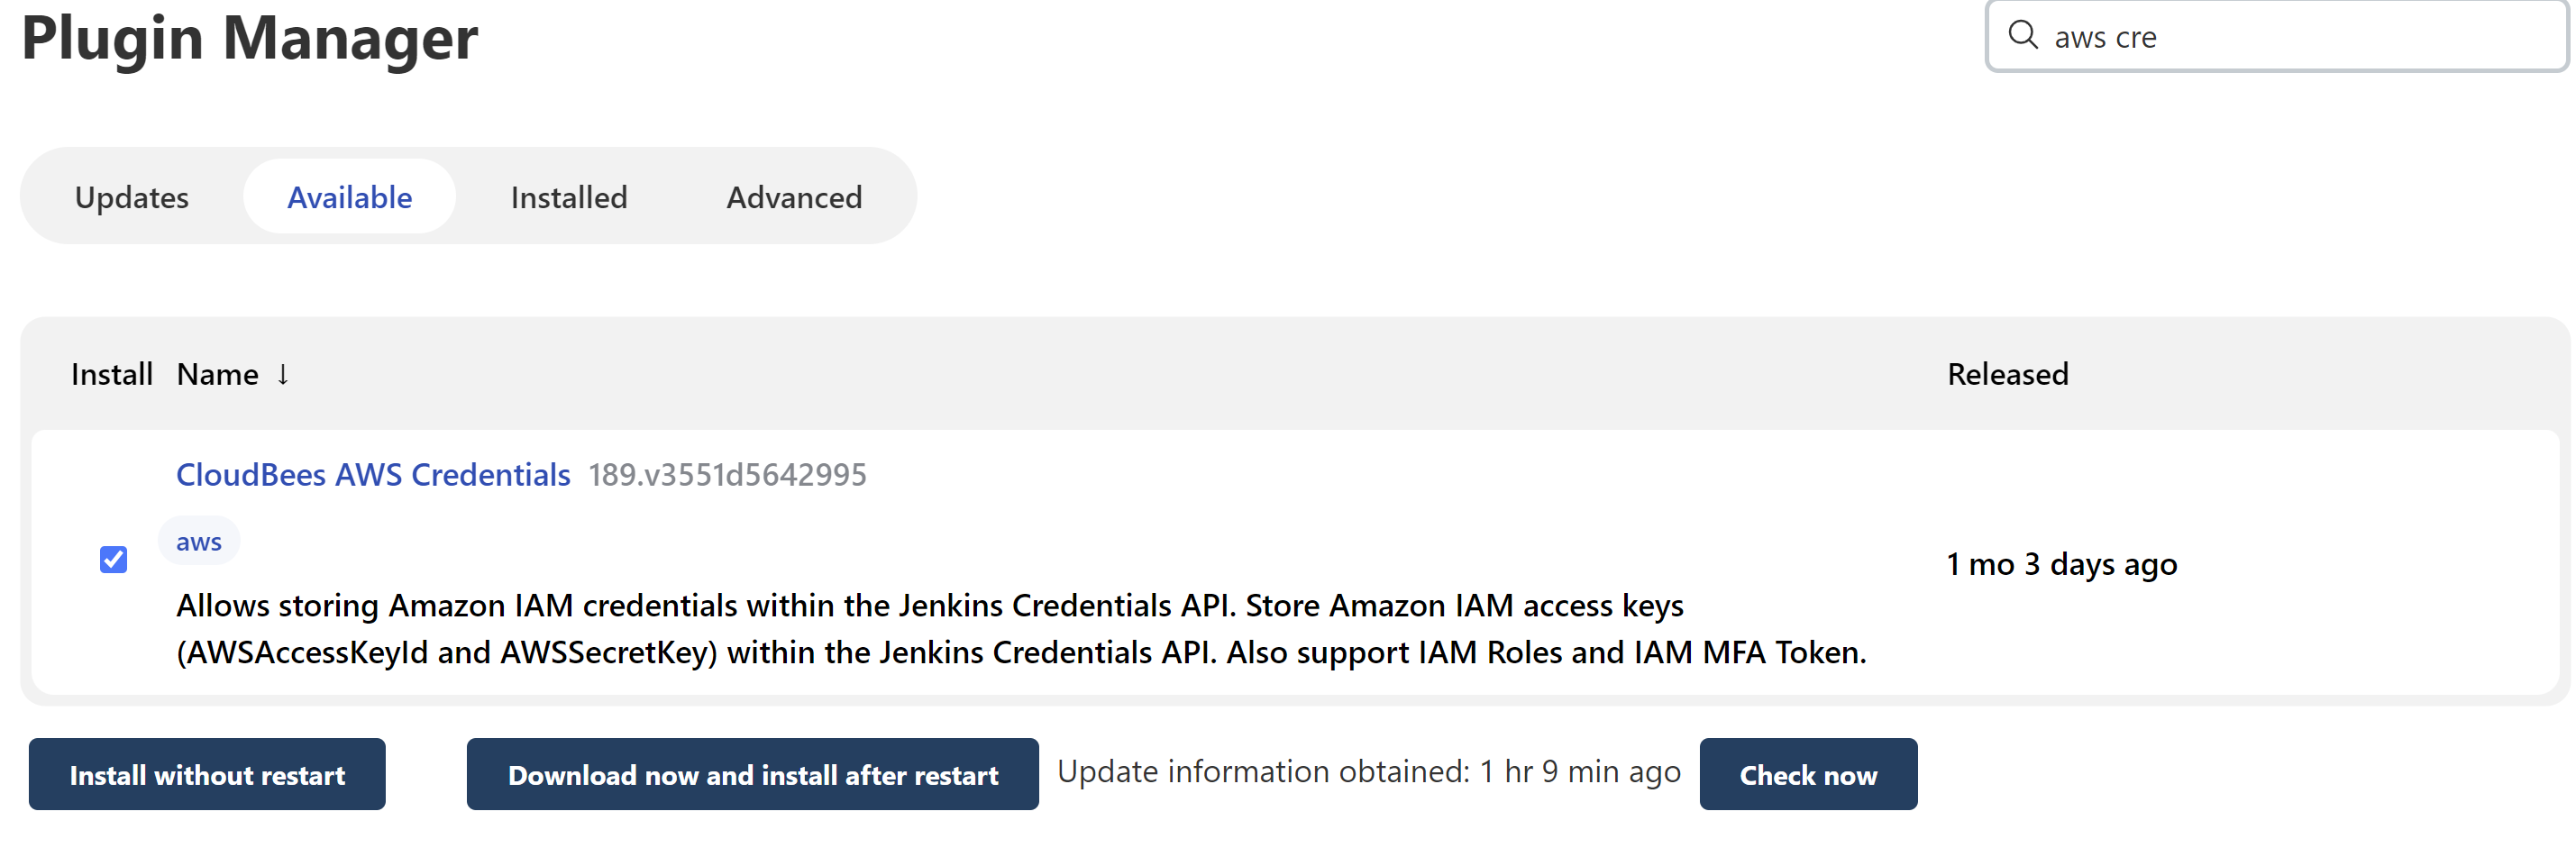 Plugin Manager
aws cre
Updates Available Installed Advanced
Install Name ↓ Released
CloudBees AWS Credentials 189.v3551d5642995
aws
1 mo 3 days ago
Allows storing Amazon IAM credentials within the Jenkins Credentials API. Store Amazon IAM access keys
(AWSAccessKeyId and AWSSecretKey) within the Jenkins Credentials API. Also support IAM Roles and IAM MFA Token.
Install without restart Download now and install after restart Update information obtained: 1 hr 9 min ago Check now